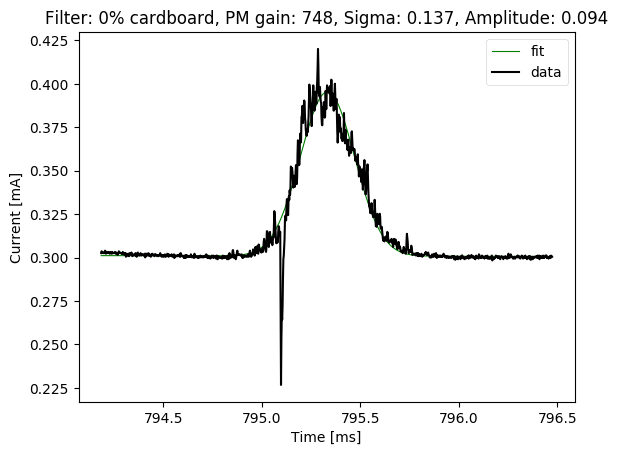 Filter: 0% cardboard, PM gain: 748, Sigma: 0.137, Amplitude: 0.094
fit
data
0.425
0.400
0.375
0.350
0.325
0.300
0.275
0.250
0.225
Current [mA]
794.5 795.0 795.5 796.0 796.5
Time [ms]